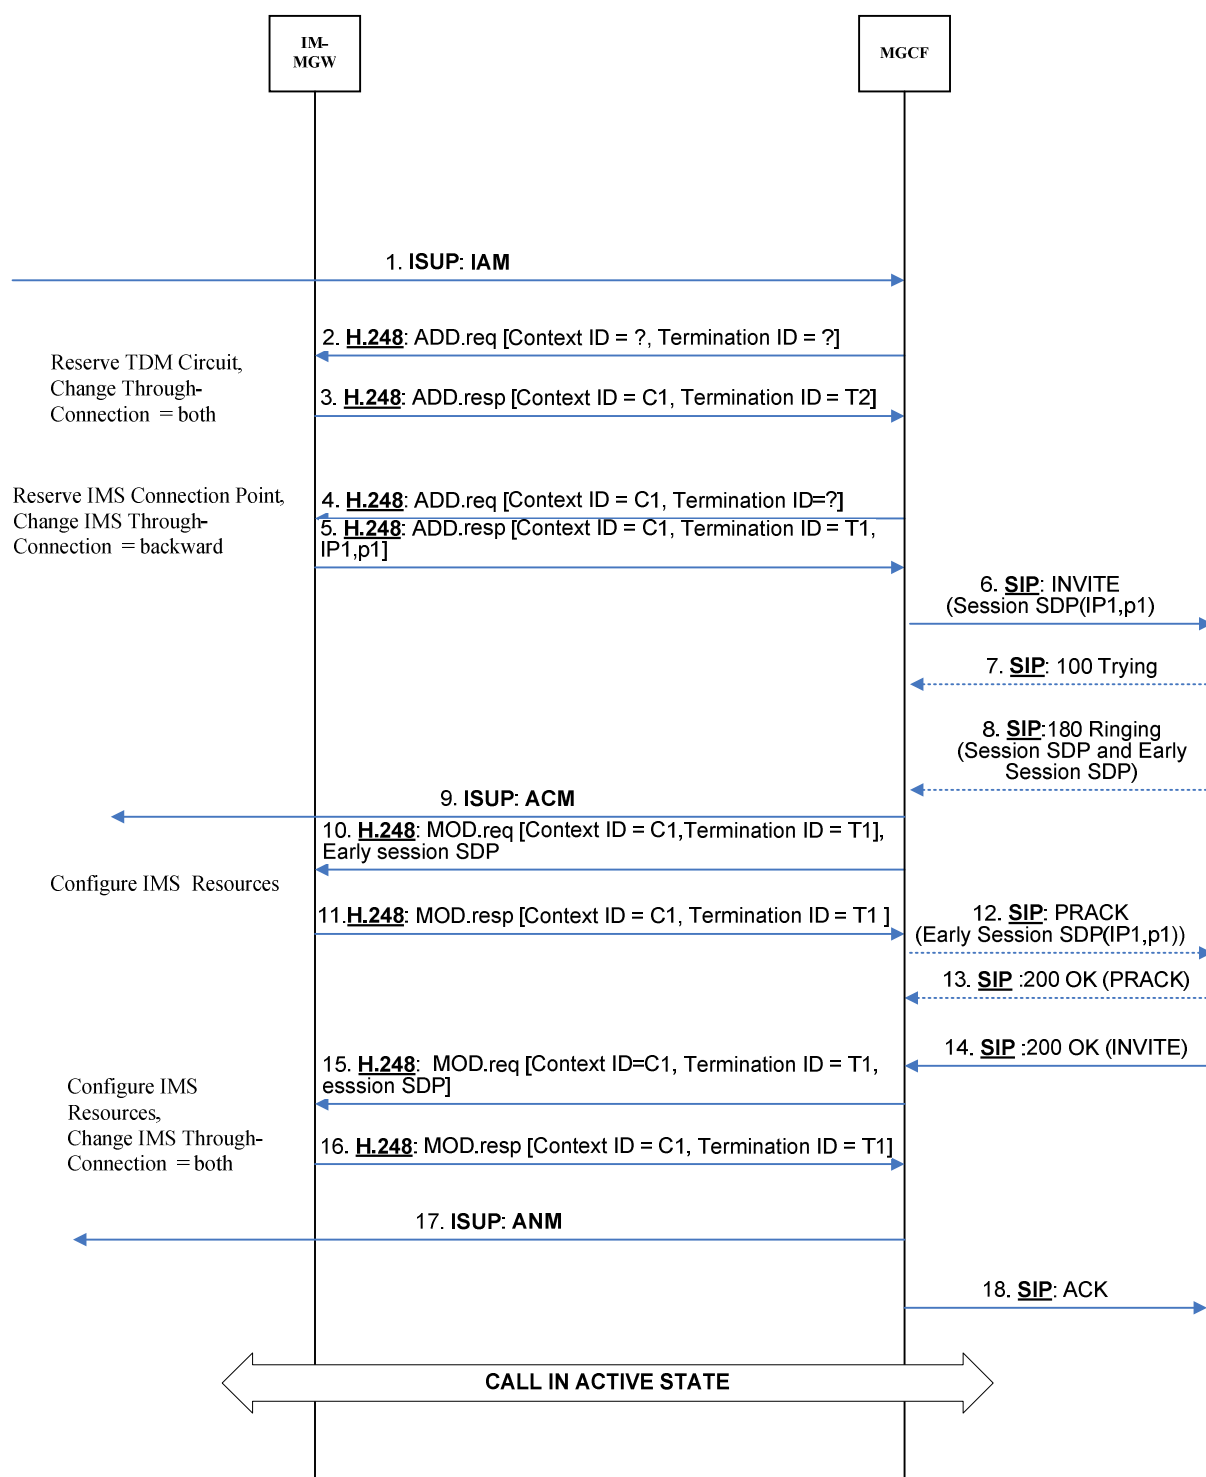 IM-
MGW
MGCF
1. ISUP: IAM
2. H.248: ADD.req [Context ID = ?, Termination ID = ?]
Reserve TDM Circuit,
Change Through-
Connection = both
3. H.248: ADD.resp [Context ID = C1, Termination ID = T2]
Reserve IMS Connection Point,
Change IMS Through-
Connection = backward
4. H.248: ADD.req [Context ID = C1, Termination ID=?]
5. H.248: ADD.resp [Context ID = C1, Termination ID = T1,
IP1,p1]
6. SIP: INVITE
(Session SDP(IP1,p1)
7. SIP: 100 Trying
8. SIP:180 Ringing
(Session SDP and Early
Session SDP)
9. ISUP: ACM
10. H.248: MOD.req [Context ID = C1,Termination ID = T1],
Early session SDP
Configure IMS Resources
11.H.248: MOD.resp [Context ID = C1, Termination ID = T1 ]
12. SIP: PRACK
(Early Session SDP(IP1,p1))
13. SIP :200 OK (PRACK)
14. SIP :200 OK (INVITE)
15. H.248: MOD.req [Context ID=C1, Termination ID = T1,
esssion SDP]
Configure IMS
Resources,
Change IMS Through-
Connection = both
16. H.248: MOD.resp [Context ID = C1, Termination ID = T1]
17. ISUP: ANM
18. SIP: ACK
CALL IN ACTIVE STATE